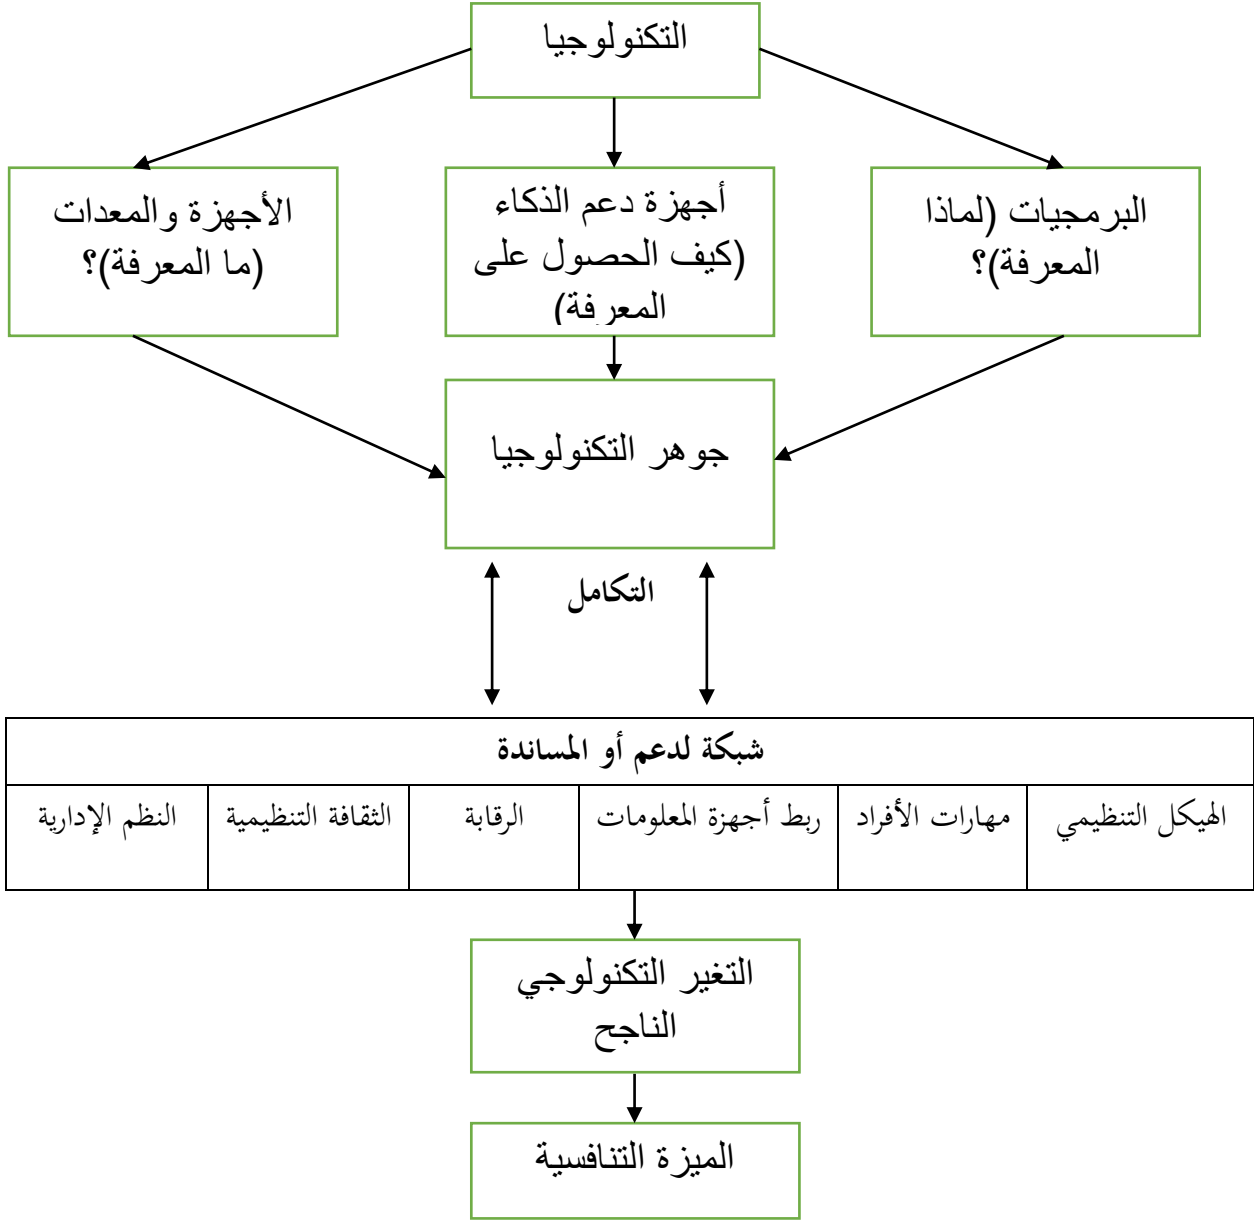 التكنولوجيا
البرمجيات (لماذا
المعرفة)؟
أجهزة دعم الذكاء
(كيف الحصول على
المعرفة)
الأجهزة والمعدات
(ما المعرفة)؟
جوهر التكنولوجيا
التكامل
شبكة لدعم أو المساندة
الهيكل التنظيمي
مهارات الأفراد
ربط أجهزة المعلومات
الرقابة
الثقافة التنظيمية
النظم الإدارية
التغير التكنولوجي
الناجح
الميزة التنافسية